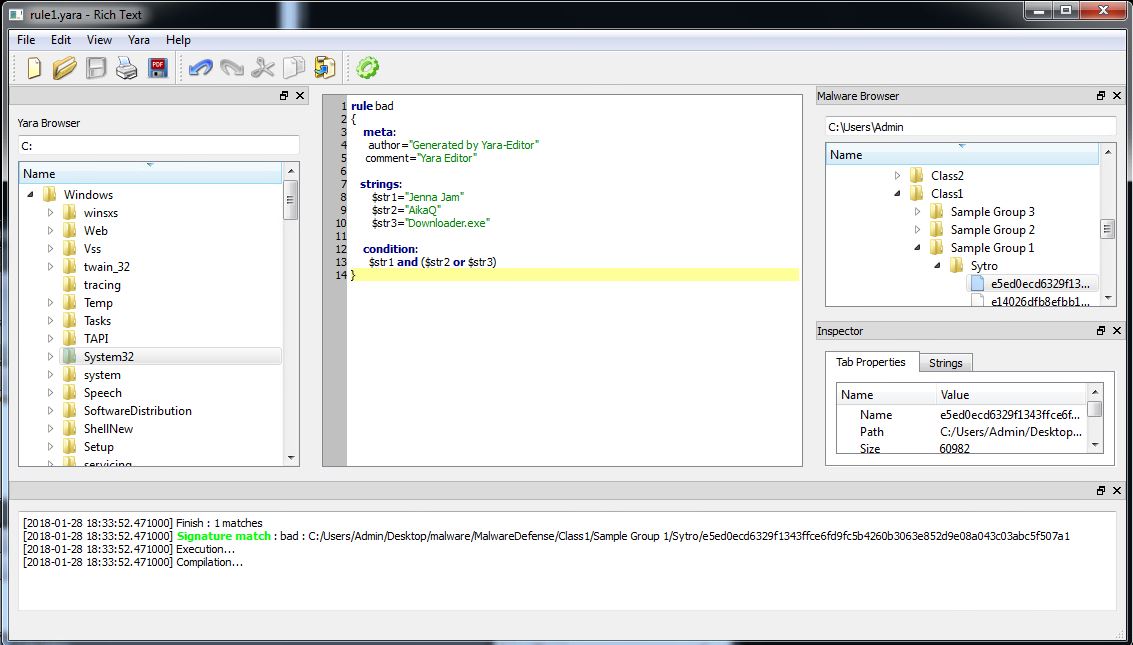 rule1.yara - Rich Text
File Edit View Yara Help
PDF
Yara Browser
C:
Name
Windows
winsxs
Web
Vss
twain_32
tracing
Temp
Tasks
TAPI
System32
system
Speech
SoftwareDistribution
ShellNew
Setup
servicing
1 rule bad
2 {
3 meta:
4 author="Generated by Yara-Editor"
5 comment="Yara Editor"
6
7 strings:
8 $str1="Jenna Jam"
9 $str2="AikaQ"
10 $str3="Downloader.exe"
11
12 condition:
13 $str1 and ($str2 or $str3)
14 }
Malware Browser
C:\Users\Admin
Name
Class2
Class1
Sample Group 3
Sample Group 2
Sample Group 1
Sytro
e5ed0ecd6329f13...
e14026dfb8efbb1...
Inspector
Tab Properties Strings
Name Value
Name e5ed0ecd6329f1343ffce6f...
Path C:/Users/Admin/Desktop...
Size 60982
[2018-01-28 18:33:52.471000] Finish : 1 matches
[2018-01-28 18:33:52.471000] Signature match : bad : C:/Users/Admin/Desktop/malware/MalwareDefense/Class1/Sample Group 1/Sytro/e5ed0ecd6329f1343ffce6fd9fc5b4260b3063e852d9e08a043c03abc5f507a1
[2018-01-28 18:33:52.471000] Execution...
[2018-01-28 18:33:52.471000] Compilation...